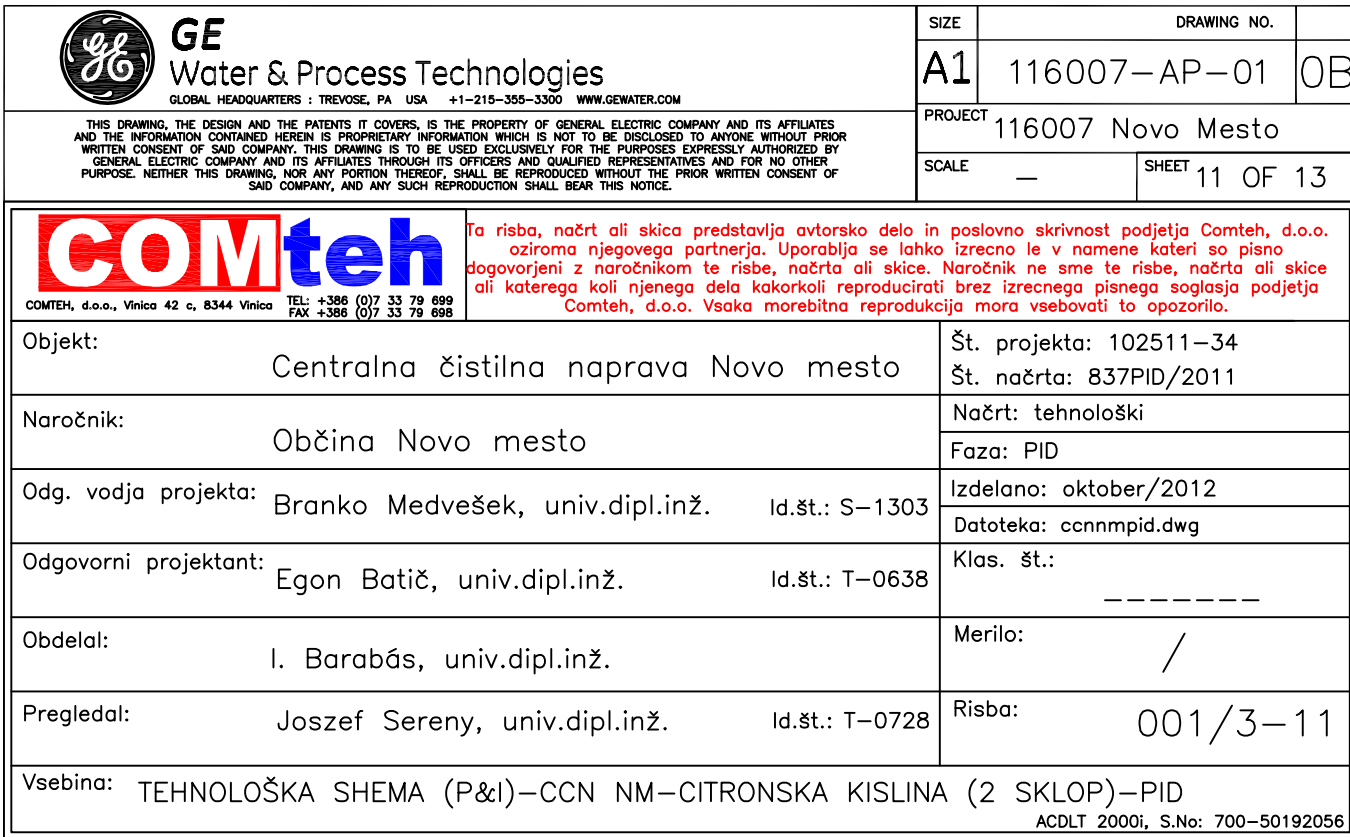 GE
Water & Process Technologies
GLOBAL HEADQUARTERS : TREVOSE, PA USA +1-215-355-3300 WWW.GEWATER.COM
THIS DRAWING, THE DESIGN AND THE PATENTS IT COVERS, IS THE PROPERTY OF GENERAL ELECTRIC COMPANY AND ITS AFFILIATES
AND THE INFORMATION CONTAINED HEREIN IS PROPRIETARY INFORMATION WHICH IS NOT TO BE DISCLOSED TO ANYONE WITHOUT PRIOR
WRITTEN CONSENT OF SAID COMPANY. THIS DRAWING IS TO BE USED EXCLUSIVELY FOR THE PURPOSES EXPRESSLY AUTHORIZED BY
GENERAL ELECTRIC COMPANY AND ITS AFFILIATES THROUGH ITS OFFICERS AND QUALIFIED REPRESENTATIVES AND FOR NO OTHER
PURPOSE. NEITHER THIS DRAWING, NOR ANY PORTION THEREOF, SHALL BE REPRODUCED WITHOUT THE PRIOR WRITTEN CONSENT OF
SAID COMPANY, AND ANY SUCH REPRODUCTION SHALL BEAR THIS NOTICE.
SIZE
A1
DRAWING NO.
116007-AP-01
0B
PROJECT 116007 Novo Mesto
SCALE –
SHEET 11 OF 13
COMteh
COMTEH, d.o.o., Vinica 42 c, 8344 Vinica
TEL: +386 (0)7 33 79 699
FAX +386 (0)7 33 79 698
Ta risba, načrt ali skica predstavlja avtorsko delo in poslovno skrivnost podjetja Comteh, d.o.o.
oziroma njegovega partnerja. Uporablja se lahko izrecno le v namene kateri so pisno
dogovorjeni z naročnikom te risbe, načrta ali skice. Naročnik ne sme te risbe, načrta ali skice
ali katerega koli njenega dela kakorkoli reproducirati brez izrecnega pisnega soglasja podjetja
Comteh, d.o.o. Vsaka morebitna reprodukcija mora vsebovati to opozorilo.
Objekt: Centralna čistilna naprava Novo mesto
Št. projekta: 102511-34
Št. načrta: 837PID/2011
Naročnik: Občina Novo mesto
Načrt: tehnološki
Faza: PID
Odg. vodja projekta: Branko Medvešek, univ.dipl.inž. Id.št.: S-1303
Izdelano: oktober/2012
Datoteka: ccnnmpid.dwg
Odgovorni projektant: Egon Batič, univ.dipl.inž. Id.št.: T-0638
Klas. št.:
-------
Obdelal: I. Barabás, univ.dipl.inž.
Merilo: /
Pregledal: Joszef Sereny, univ.dipl.inž. Id.št.: T-0728
Risba: 001/3-11
Vsebina: TEHNOLOŠKA SHEMA (P&I)-CCN NM-CITRONSKA KISLINA (2 SKLOP)-PID
ACDLT 2000i, S.No: 700-50192056